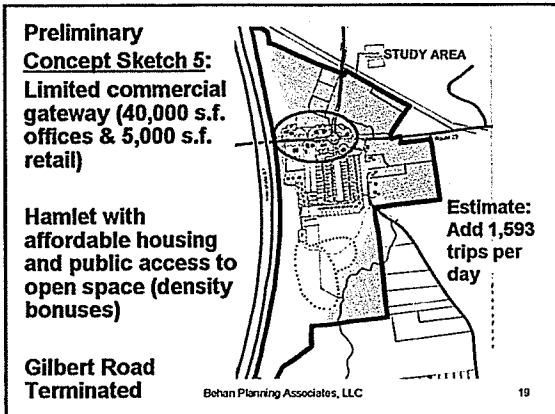 Preliminary
Concept Sketch 5:
Limited commercial
gateway (40,000 s.f.
offices & 5,000 s.f.
retail)
Hamlet with
affordable housing
and public access to
open space (density
bonuses)
Gilbert Road
Terminated
STUDY AREA
Estimate:
Add 1,593
trips per
day
Behan Planning Associates, LLC
19